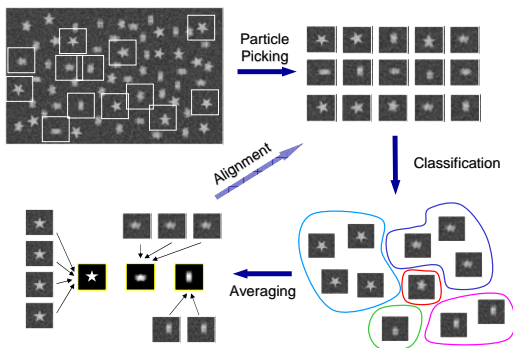 Particle
Picking
Alignment
Classification
Averaging